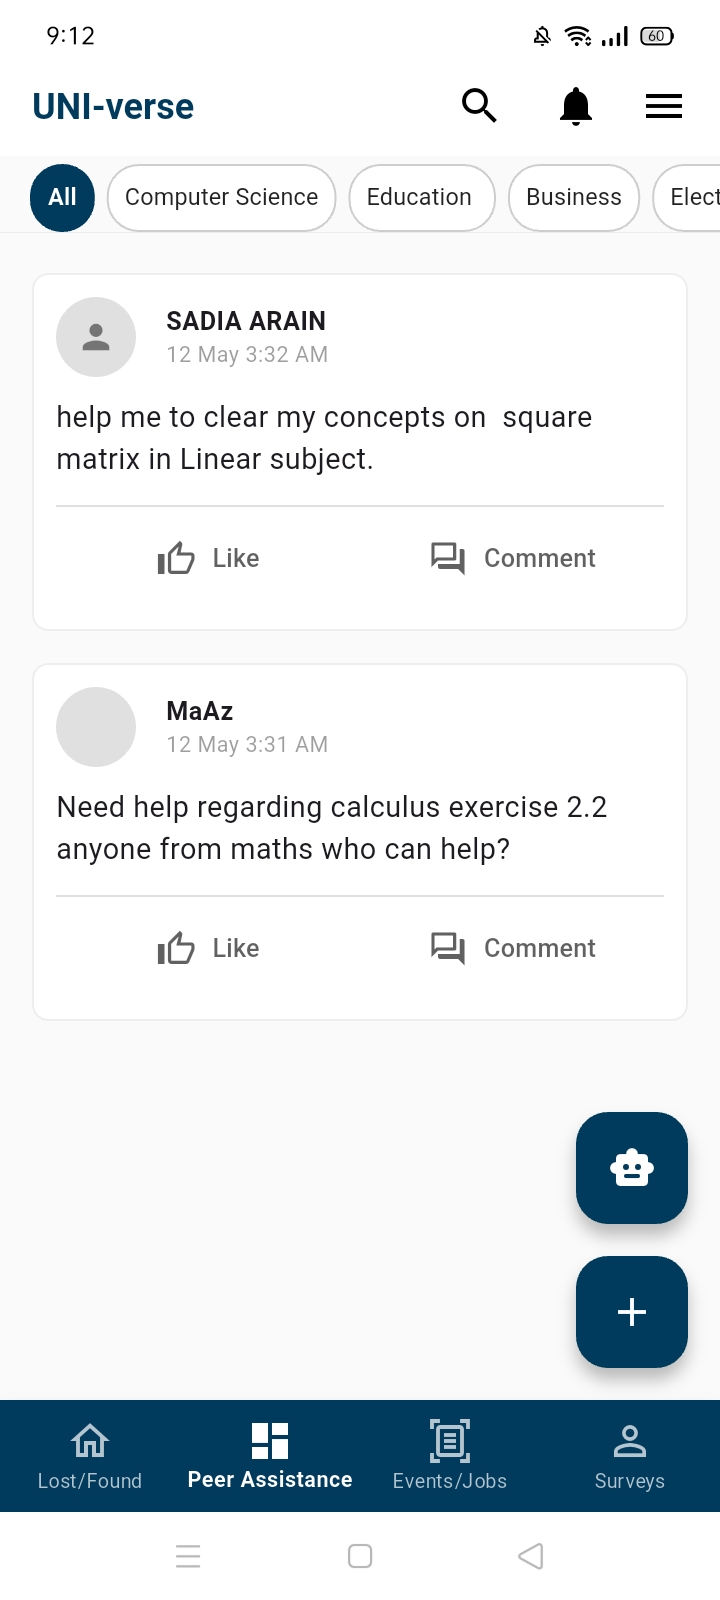 9:12
60
UNI-verse
All
Computer Science
Education
Business
Elect
SADIA ARAIN
12 May 3:32 AM
help me to clear my concepts on  square
matrix in Linear subject.
Like
Comment
MaAz
12 May 3:31 AM
Need help regarding calculus exercise 2.2
anyone from maths who can help?
Like
Comment
Lost/Found
Peer Assistance
Events/Jobs
Surveys